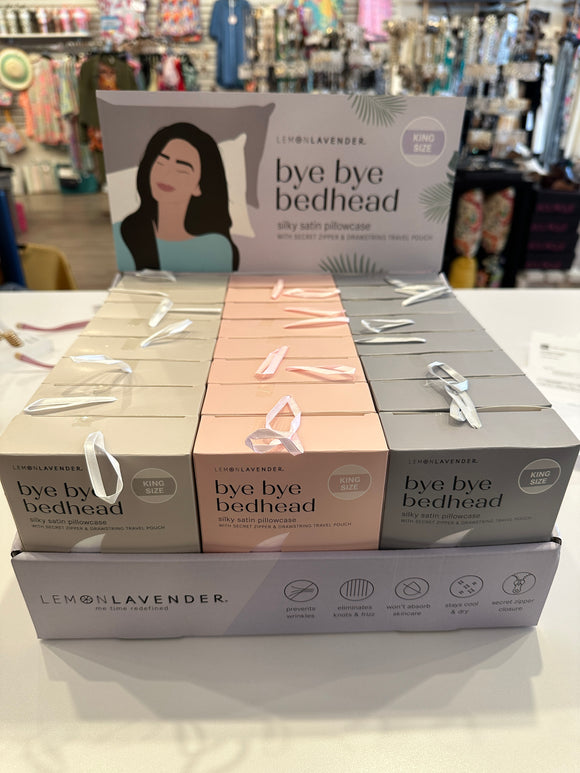 LEMONLAVENDER®
KING
SIZE
bye bye
bedhead
silky satin pillowcase
WITH SECRET ZIPPER & DRAWSTRING TRAVEL POUCH
LEMONLAVENDER®
KING
SIZE
bye bye
bedhead
silky satin pillowcase
WITH SECRET ZIPPER & DRAWSTRING TRAVEL POUCH
LEMONLAVENDER®
KING
SIZE
bye bye
bedhead
silky satin pillowcase
WITH SECRET ZIPPER & DRAWSTRING TRAVEL POUCH
LEMONLAVENDER®
KING
SIZE
bye bye
bedhead
silky satin pillowcase
WITH SECRET ZIPPER & DRAWSTRING TRAVEL POUCH
LEMONLAVENDER®
me time redefined
prevents
wrinkles
eliminates
knots & frizz
won't absorb
skincare
stays cool
& dry
secret zipper
closure